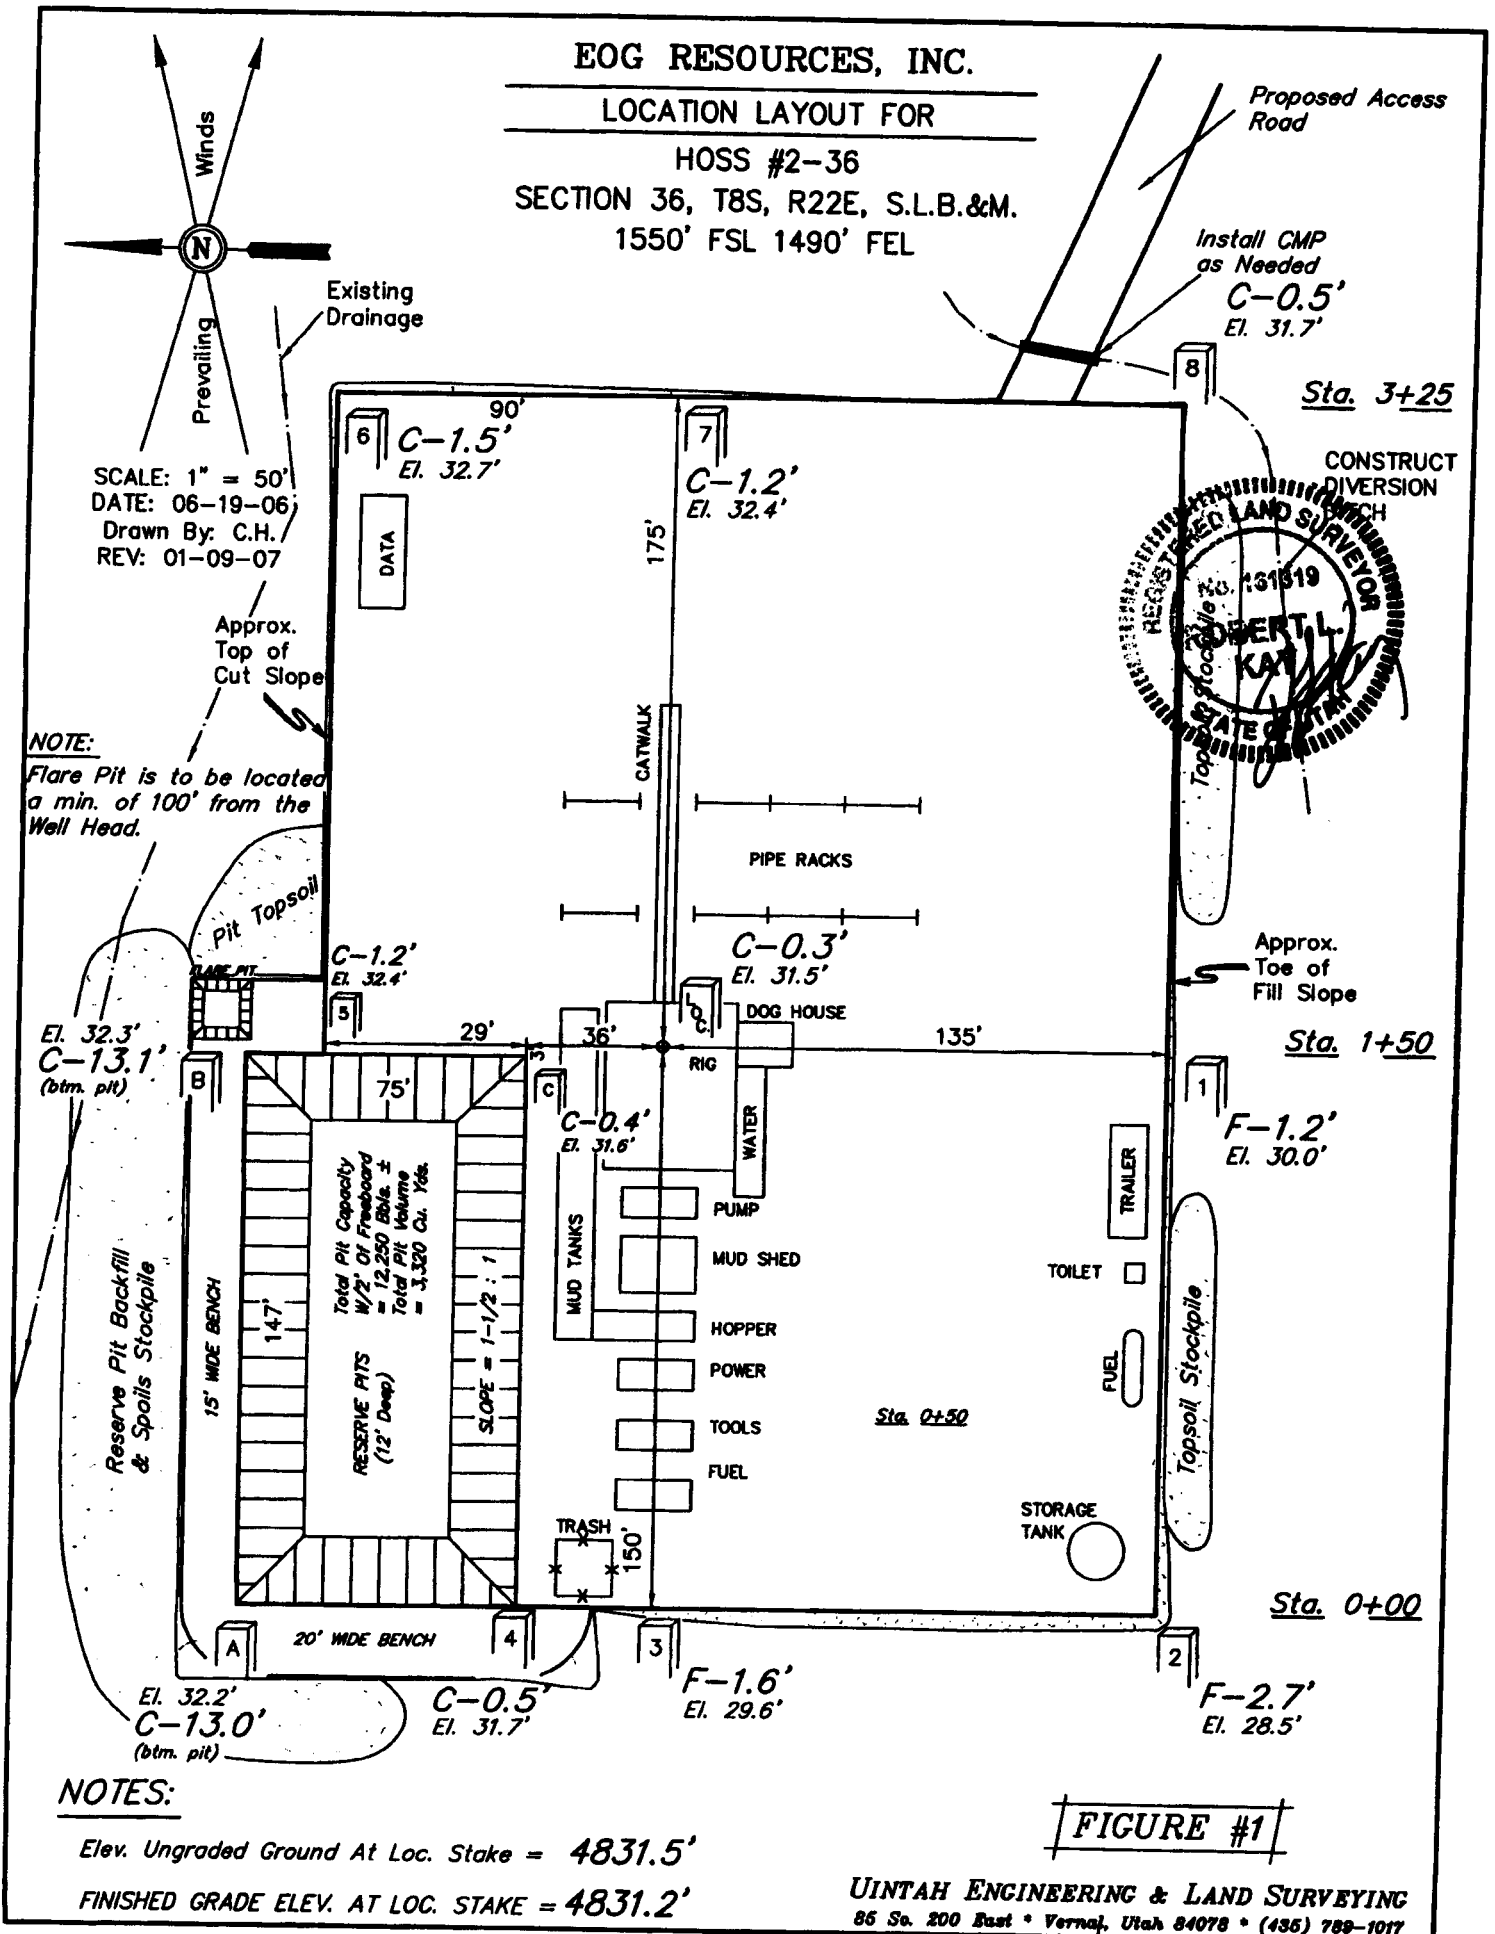 EOG RESOURCES, INC.
LOCATION LAYOUT FOR
HOSS #2-36
SECTION 36, T8S, R22E, S.L.B.&M.
1550' FSL 1490' FEL
Winds
N
Prevailing
SCALE: 1" = 50'
DATE: 06-19-06
Drawn By: C.H.
REV: 01-09-07
Existing
Drainage
Proposed Access
Road
Install CMP
as Needed
C-0.5'
El. 31.7'
8
Sta. 3+25
CONSTRUCT
DIVERSION
REGISTERED LAND SURVEYOR
No. 161319
ROBERT L.
KAY
STATE OF UTAH
Topsoil Stockpile
90'
6
C-1.5'
El. 32.7'
7
C-1.2'
El. 32.4'
DATA
175'
Approx.
Top of
Cut Slope
NOTE:
Flare Pit is to be located
a min. of 100' from the
Well Head.
CATWALK
PIPE RACKS
Pit Topsoil
FLARE PIT
C-1.2'
El. 32.4'
5
C-0.3'
El. 31.5'
LOC.
DOG HOUSE
RIG
Approx.
Toe of
Fill Slope
Sta. 1+50
El. 32.3'
C-13.1'
(btm. pit)
B
29'
3'
36'
135'
75'
C
C-0.4'
El. 31.6'
WATER
1
F-1.2'
El. 30.0'
TRAILER
Total Pit Capacity
W/2' Of Freeboard
= 12,250 Bbls. ±
Total Pit Volume
= 3,320 Cu. Yds.
RESERVE PITS
(12' Deep)
SLOPE = 1-1/2 : 1
147'
15' WIDE BENCH
Reserve Pit Backfill
& Spoils Stockpile
MUD TANKS
PUMP
MUD SHED
HOPPER
POWER
TOOLS
FUEL
TOILET
FUEL
Topsoil Stockpile
Sta. 0+50
STORAGE
TANK
TRASH
150'
Sta. 0+00
A
20' WIDE BENCH
4
3
2
El. 32.2'
C-13.0'
(btm. pit)
C-0.5'
El. 31.7'
F-1.6'
El. 29.6'
F-2.7'
El. 28.5'
NOTES:
Elev. Ungraded Ground At Loc. Stake = 4831.5'
FINISHED GRADE ELEV. AT LOC. STAKE = 4831.2'
FIGURE #1
UINTAH ENGINEERING & LAND SURVEYING
85 So. 200 East * Vernal, Utah 84078 * (435) 789-1017